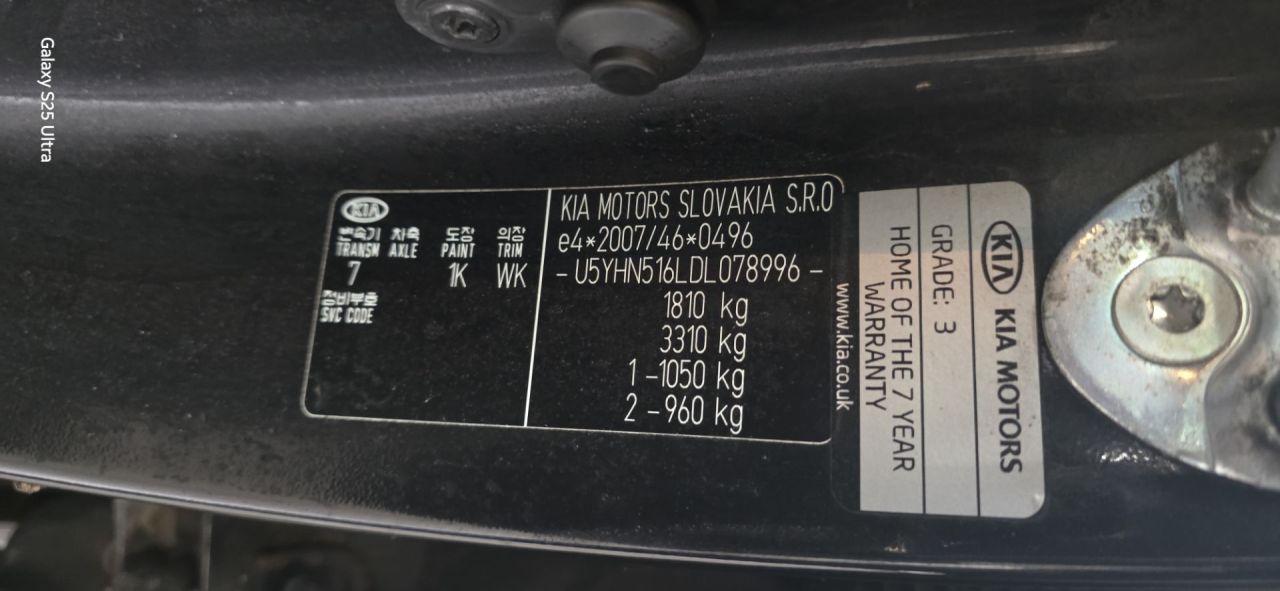 KIA
변속기 차축 도장 의장
TRANSM AXLE PAINT TRIM
7 1K WK
정비부호
SVC CODE
KIA MOTORS SLOVAKIA S.R.O
e4*2007/46*0496
- U5YHN516LDL078996 -
1810 kg
3310 kg
1 -1050 kg
2 -960 kg
KIA KIA MOTORS
GRADE: 3
HOME OF THE 7 YEAR
WARRANTY
www.kia.co.uk
Galaxy S25 Ultra